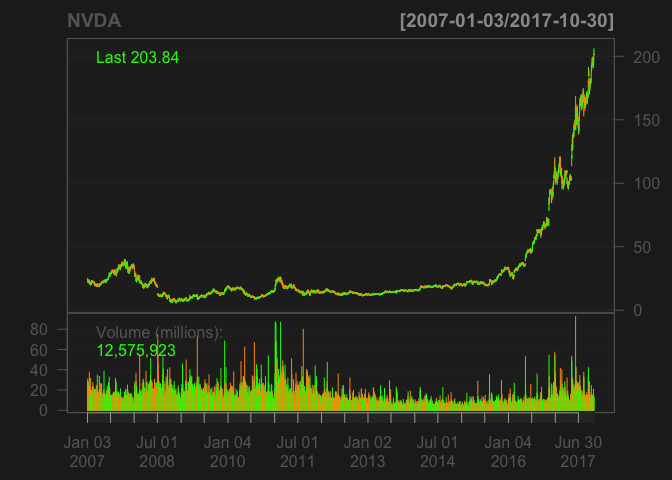 NVDA [2007-01-03/2017-10-30]
Last 203.84
200
150
100
50
0
Volume (millions):
12,575,923
80
60
40
20
0
Jan 03 Jul 01 Jan 04 Jul 01 Jan 02 Jul 01 Jan 04 Jun 30
2007 2008 2010 2011 2013 2014 2016 2017